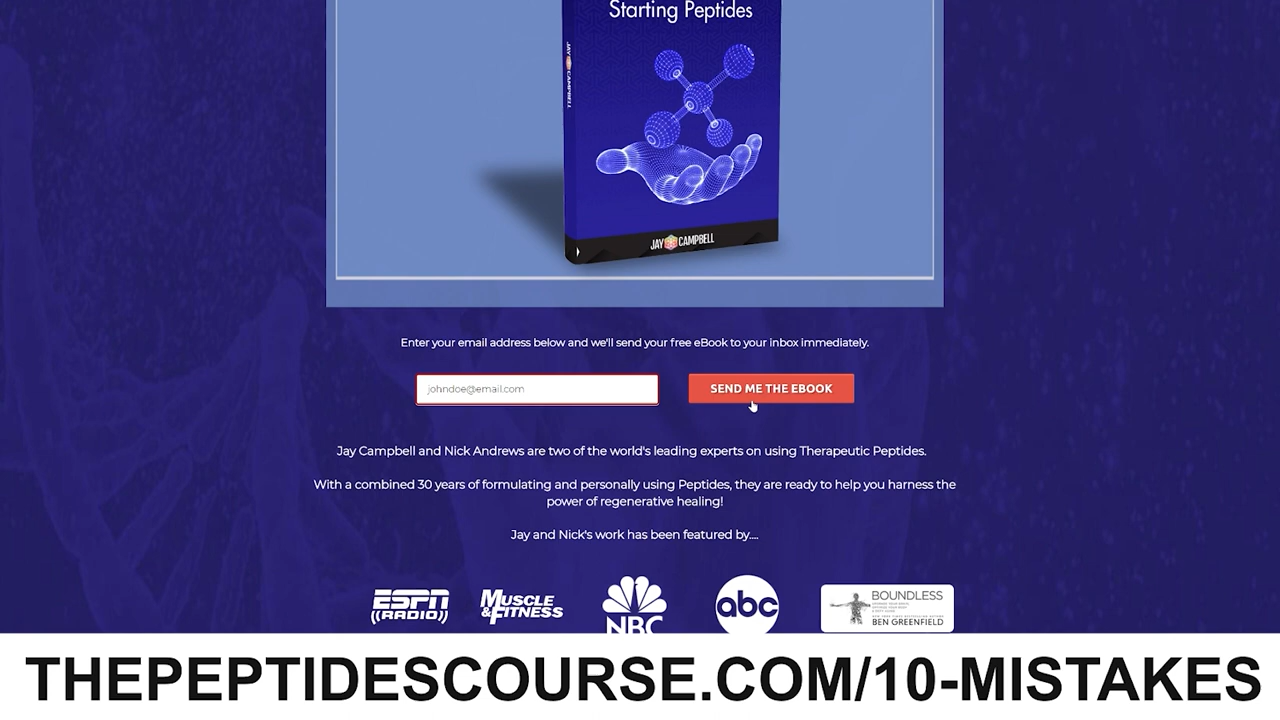 Starting Peptides
JAY CAMPBELL
JAY CAMPBELL
Enter your email address below and we'll send your free eBook to your inbox immediately.
johndoe@email.com
SEND ME THE EBOOK
Jay Campbell and Nick Andrews are two of the world's leading experts on using Therapeutic Peptides.
With a combined 30 years of formulating and personally using Peptides, they are ready to help you harness the
power of regenerative healing!
Jay and Nick's work has been featured by....
ESPN
RADIO
MUSCLE
&FITNESS
NBC
abc
BOUNDLESS
BEN GREENFIELD
THEPEPTIDESCOURSE.COM/10-MISTAKES